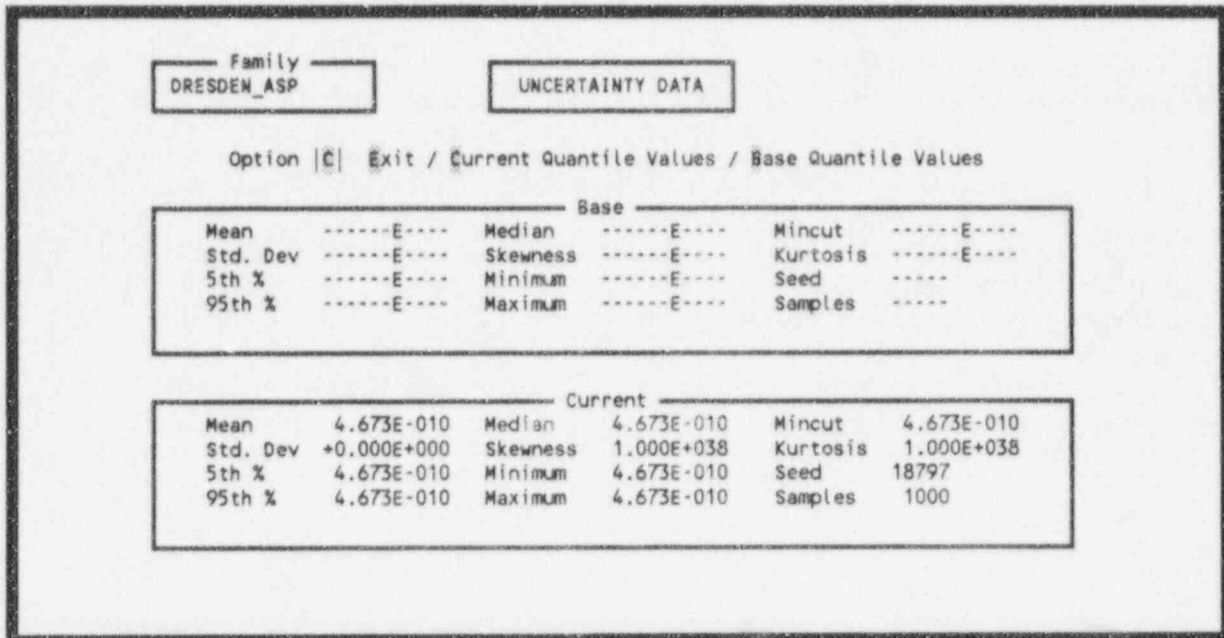 Family
DRESDEN_ASP
UNCERTAINTY DATA
Option |C| Exit / Current Quantile Values / Base Quantile Values
Base
Mean ------E---- Median ------E---- Mincut ------E----
Std. Dev ------E---- Skewness ------E---- Kurtosis ------E----
5th % ------E---- Minimum ------E---- Seed -----
95th % ------E---- Maximum ------E---- Samples -----
Current
Mean 4.673E-010 Median 4.673E-010 Mincut 4.673E-010
Std. Dev +0.000E+000 Skewness 1.000E+038 Kurtosis 1.000E+038
5th % 4.673E-010 Minimum 4.673E-010 Seed 18797
95th % 4.673E-010 Maximum 4.673E-010 Samples 1000